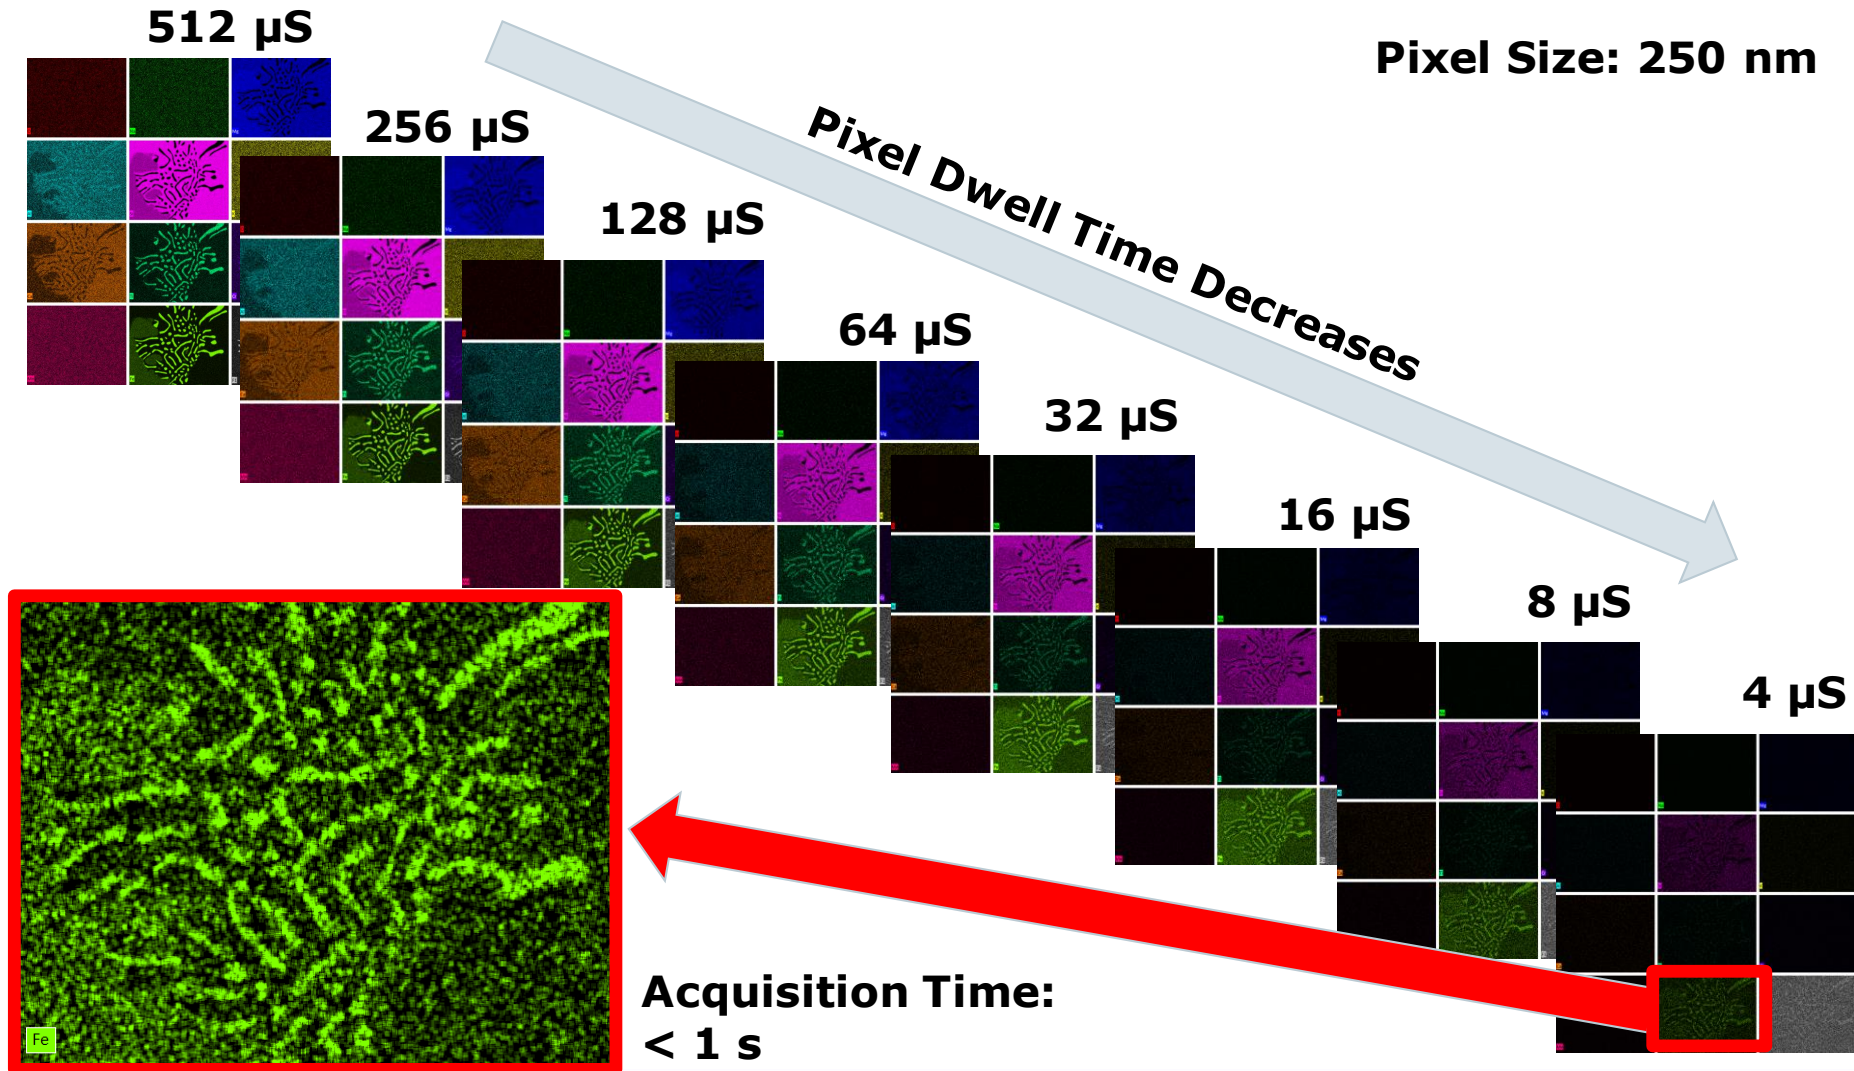 512 µS
Pixel Size: 250 nm
256 µS
Pixel Dwell Time Decreases
128 µS
64 µS
32 µS
16 µS
8 µS
4 µS
Acquisition Time:
< 1 s
Fe